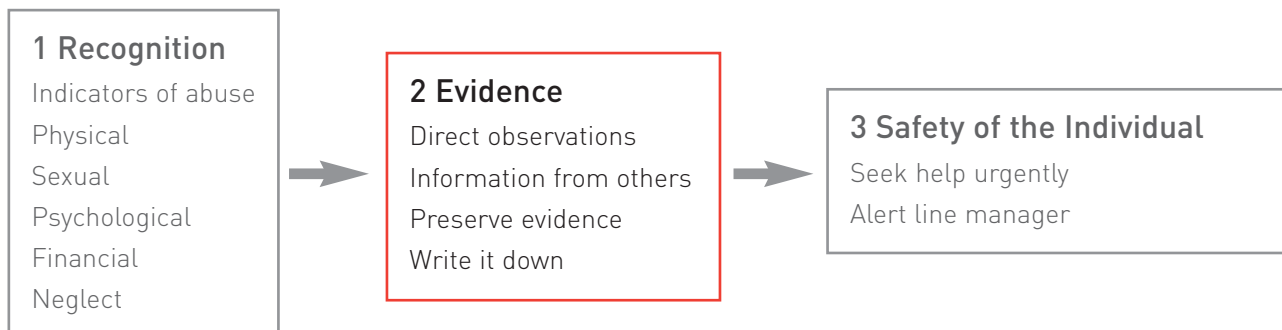 1 Recognition
Indicators of abuse
Physical
Sexual
Psychological
Financial
Neglect
2 Evidence
Direct observations
Information from others
Preserve evidence
Write it down
3 Safety of the Individual
Seek help urgently
Alert line manager